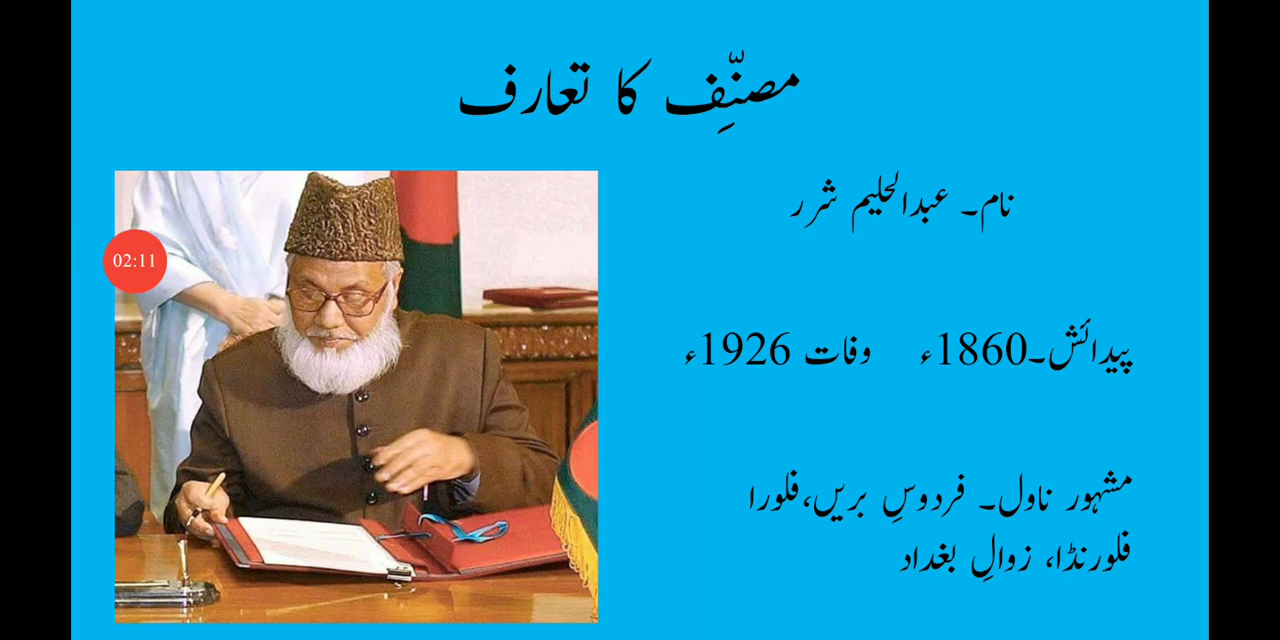 مصنّفِ کا تعارف
نام۔ عبدالحلیم شرر
02:11
پیدائش۔1860ء وفات 1926ء
مشہور ناول۔ فردوسِ بریں،فلورا
فلورنڈا، زوالِ بغداد